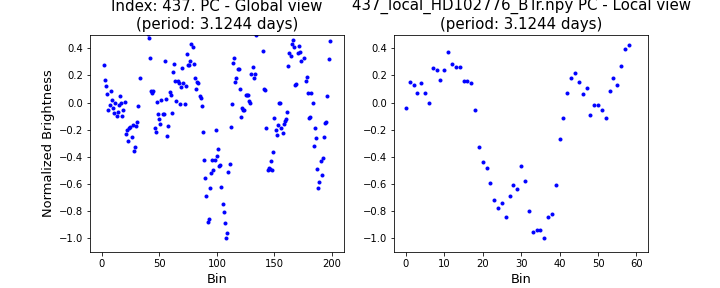 Index: 437. PC - Global view
(period: 3.1244 days)
437_local_HD102776_BTr.npy PC - Local view
(period: 3.1244 days)
Normalized Brightness
0.4
0.2
0.0
−0.2
−0.4
−0.6
−0.8
−1.0
0 50 100 150 200
Bin
0.4
0.2
0.0
−0.2
−0.4
−0.6
−0.8
−1.0
0 10 20 30 40 50 60
Bin